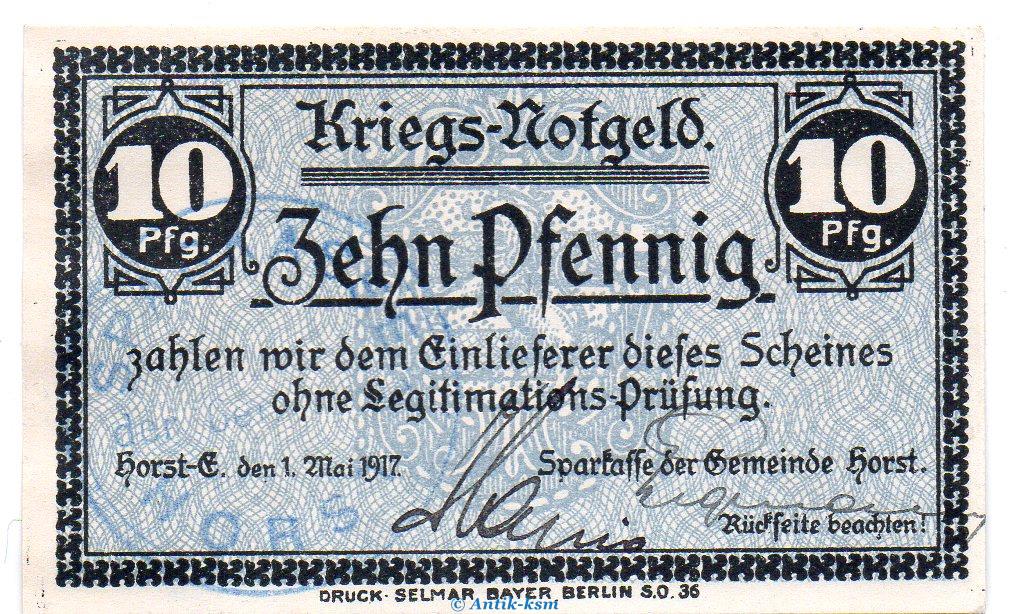 Kriegs-Notgeld.
10 Pfg.
10 Pfg.
Zehn Pfennig
zahlen wir dem Einlieferer dieses Scheines
ohne Legitimations-Prüfung.
Horst-E. den 1. Mai 1917.
Sparkasse der Gemeinde Horst.
Rückseite beachten!
DRUCK· SELMAR BAYER BERLIN S.O. 36
© Antik-ksm